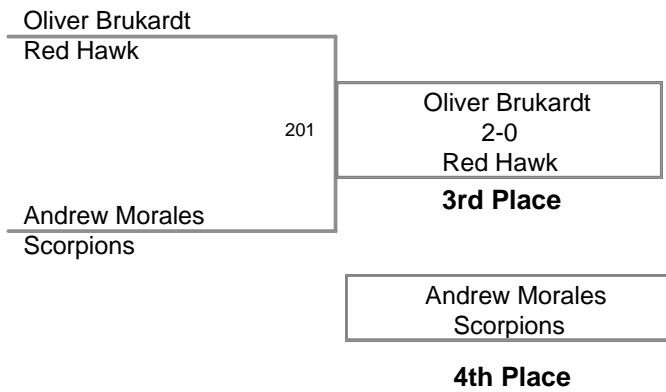 Oliver Brukardt
Red Hawk
201
Oliver Brukardt
2-0
Red Hawk
3rd Place
Andrew Morales
Scorpions
Andrew Morales
Scorpions
4th Place